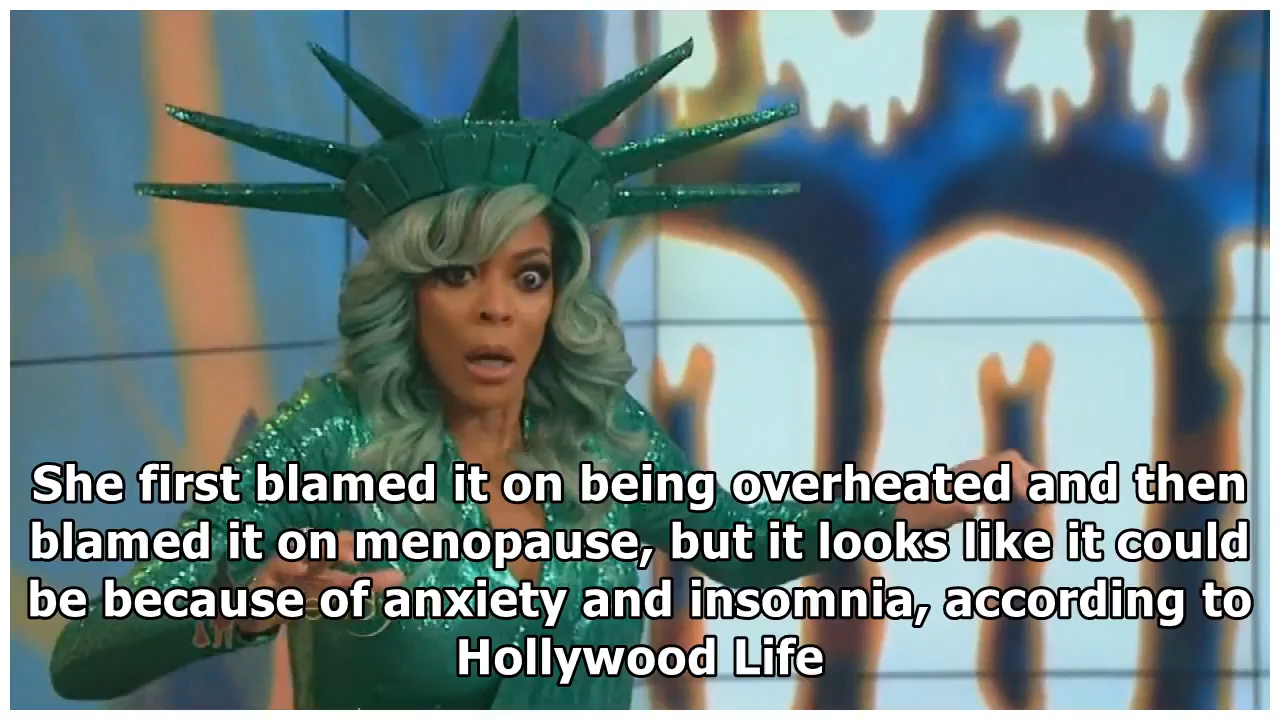 She first blamed it on being overheated and then
blamed it on menopause, but it looks like it could
be because of anxiety and insomnia, according to
Hollywood Life